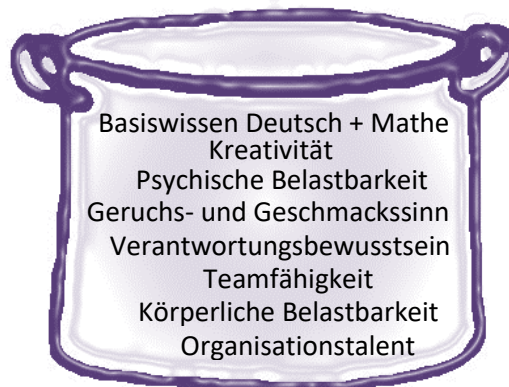 Basiswissen Deutsch + Mathe
Kreativität
Psychische Belastbarkeit
Geruchs- und Geschmackssinn
Verantwortungsbewusstsein
Teamfähigkeit
Körperliche Belastbarkeit
Organisationstalent